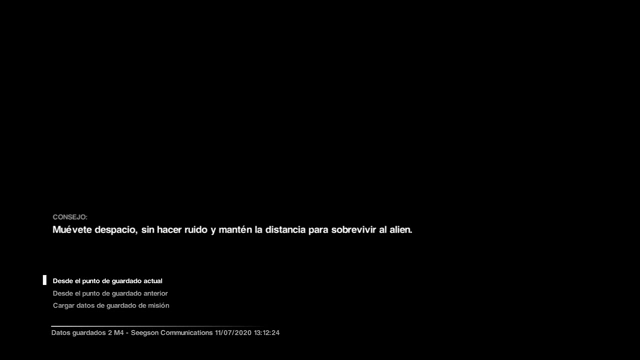 CONSEJO:
Muévete despacio, sin hacer ruido y mantén la distancia para sobrevivir al alien.
Desde el punto de guardado actual
Desde el punto de guardado anterior
Cargar datos de guardado de misión
Datos guardados 2 M4 - Seegson Communications 11/07/2020 13:12:24